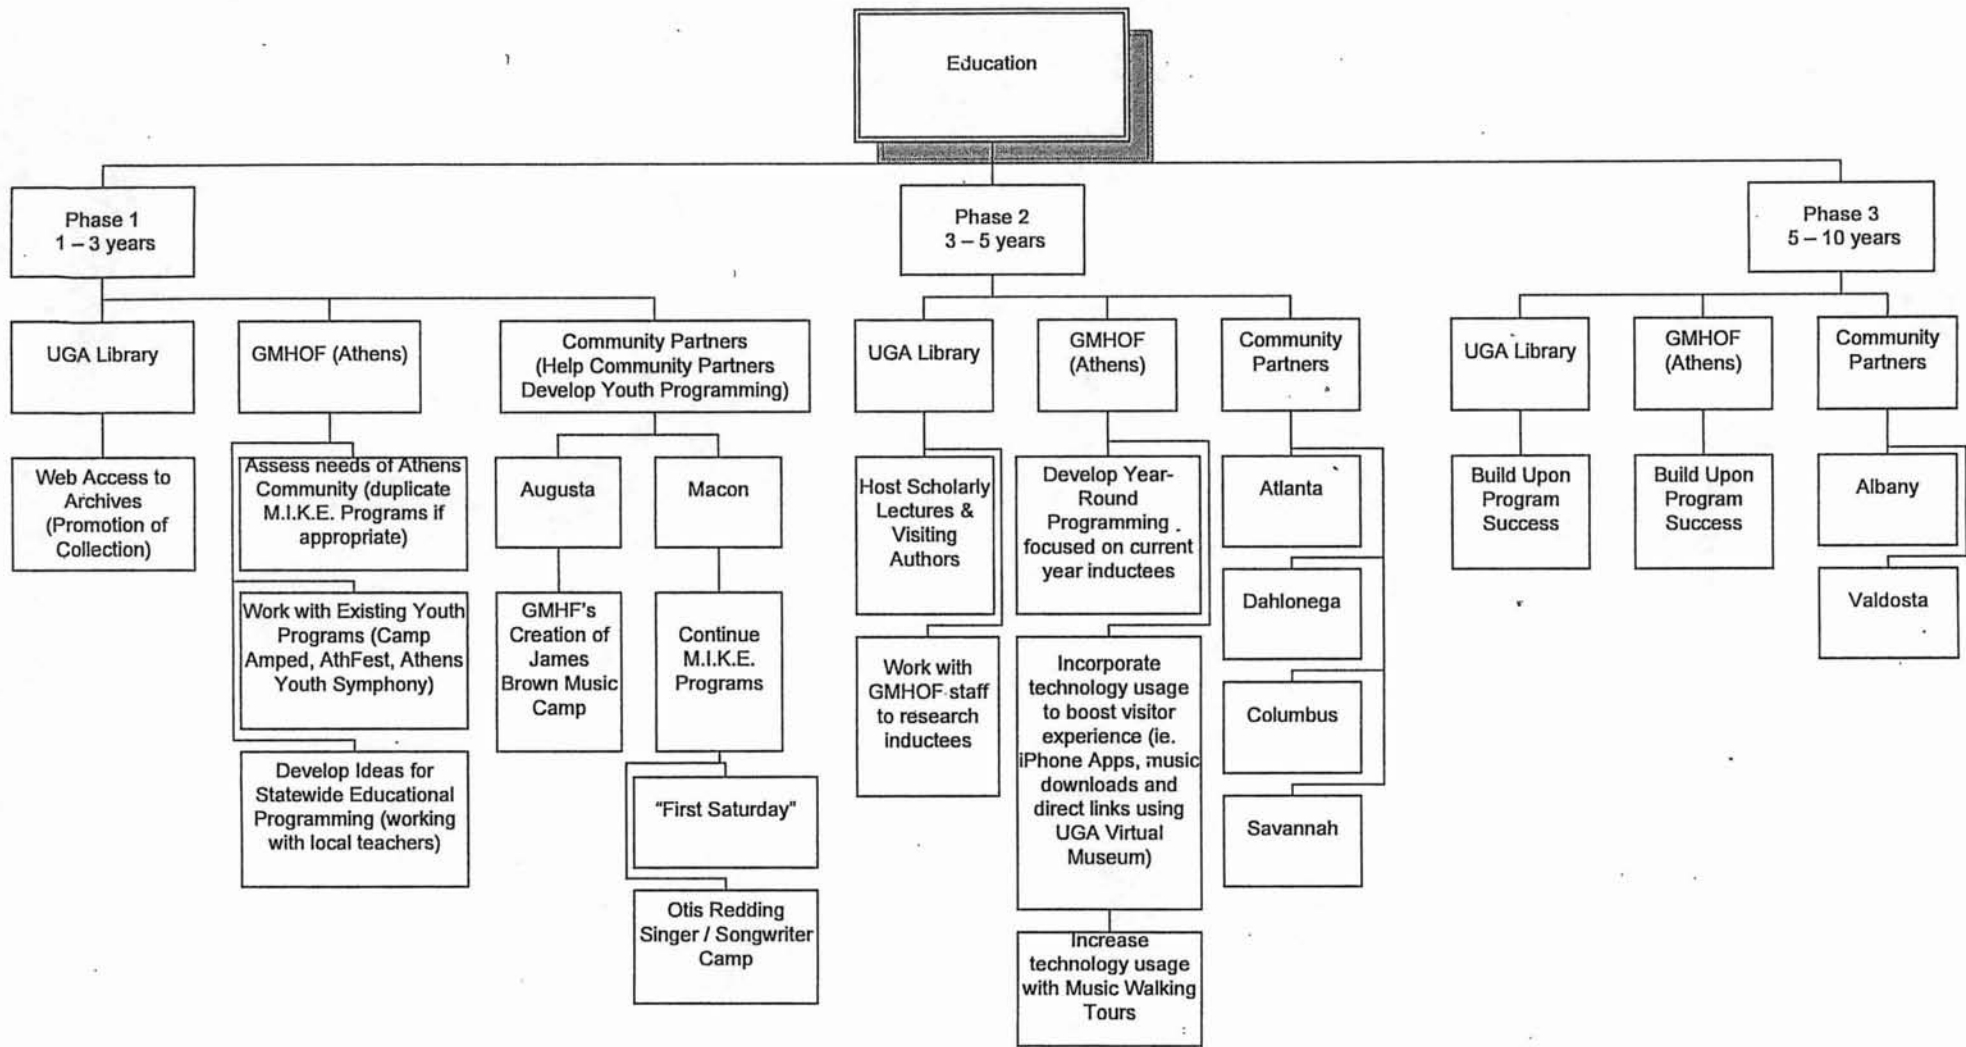 Education
Phase 1
1 – 3 years
Phase 2
3 – 5 years
Phase 3
5 – 10 years
UGA Library
GMHOF (Athens)
Community Partners
(Help Community Partners
Develop Youth Programming)
UGA Library
GMHOF
(Athens)
Community
Partners
UGA Library
GMHOF
(Athens)
Community
Partners
Web Access to
Archives
(Promotion of
Collection)
Assess needs of Athens
Community (duplicate
M.I.K.E. Programs if
appropriate)
Work with Existing Youth
Programs (Camp
Amped, AthFest, Athens
Youth Symphony)
Develop Ideas for
Statewide Educational
Programming (working
with local teachers)
Augusta
GMHF's
Creation of
James
Brown Music
Camp
Macon
Continue
M.I.K.E.
Programs
“First Saturday”
Otis Redding
Singer / Songwriter
Camp
Host Scholarly
Lectures &
Visiting
Authors
Work with
GMHOF staff
to research
inductees
Develop Year-
Round
Programming
focused on current
year inductees
Incorporate
technology usage
to boost visitor
experience (ie.
iPhone Apps, music
downloads and
direct links using
UGA Virtual
Museum)
Increase
technology usage
with Music Walking
Tours
Atlanta
Dahlonega
Columbus
Savannah
Build Upon
Program
Success
Build Upon
Program
Success
Albany
Valdosta